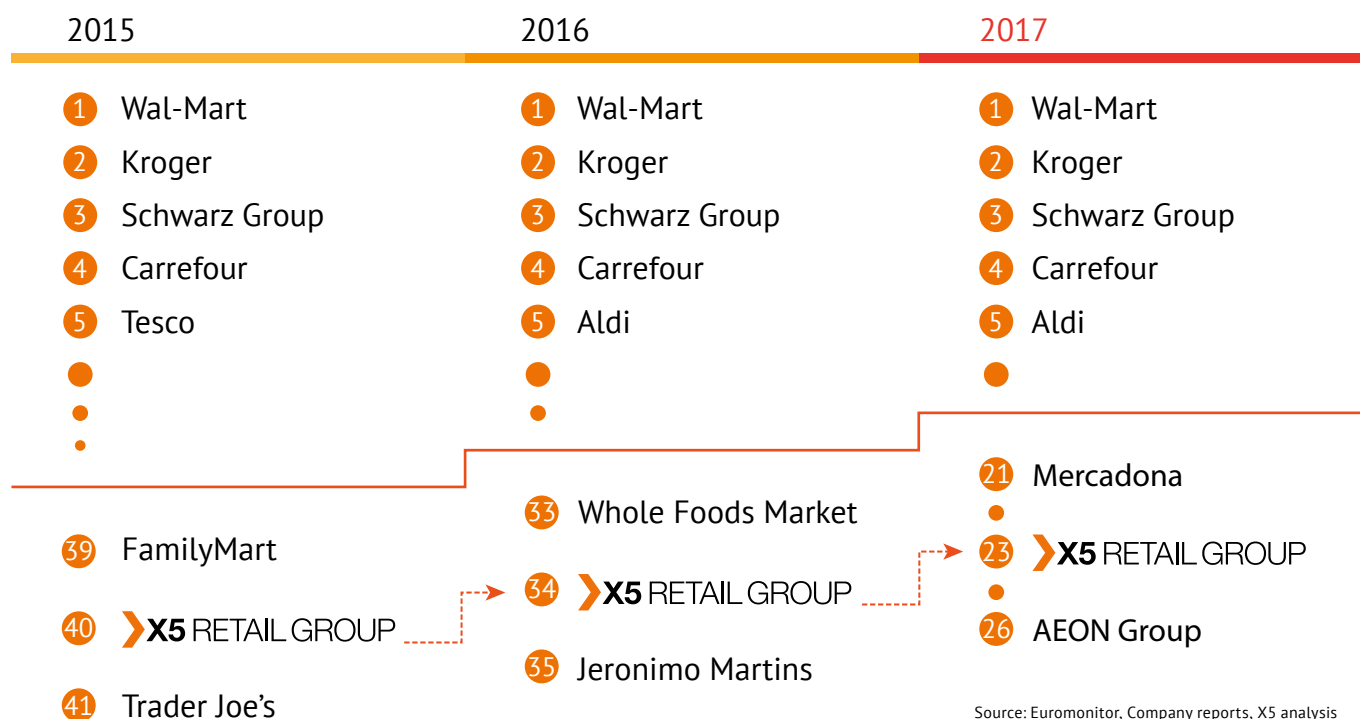 2015
1 Wal-Mart
2 Kroger
3 Schwarz Group
4 Carrefour
5 Tesco
39 FamilyMart
40 X5 RETAIL GROUP
41 Trader Joe's
2016
1 Wal-Mart
2 Kroger
3 Schwarz Group
4 Carrefour
5 Aldi
33 Whole Foods Market
34 X5 RETAIL GROUP
35 Jeronimo Martins
2017
1 Wal-Mart
2 Kroger
3 Schwarz Group
4 Carrefour
5 Aldi
21 Mercadona
23 X5 RETAIL GROUP
26 AEON Group
Source: Euromonitor, Company reports, X5 analysis